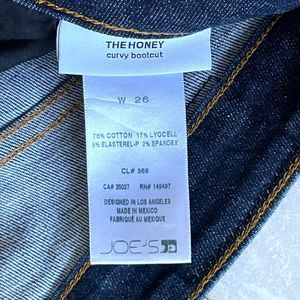 THE HONEY
curvy bootcut
W 26
76% COTTON 17% LYOCELL
5% ELASTEREL-P 2% SPANDEX
CL# 569
CA# 35037 RN# 149497
DESIGNED IN LOS ANGELES
MADE IN MEXICO
FABRIQUÉ AU MEXIQUE
JOE'S